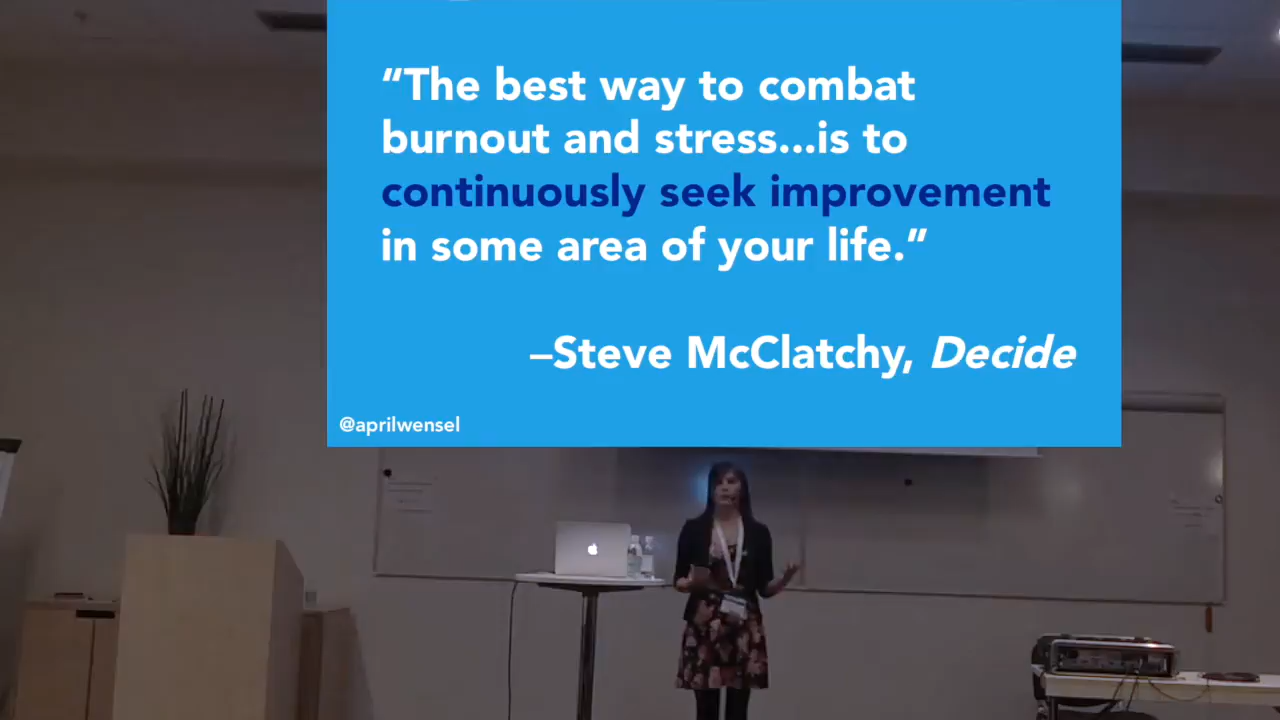 “The best way to combat
burnout and stress...is to
continuously seek improvement
in some area of your life.”
–Steve McClatchy, Decide
@aprilwensel